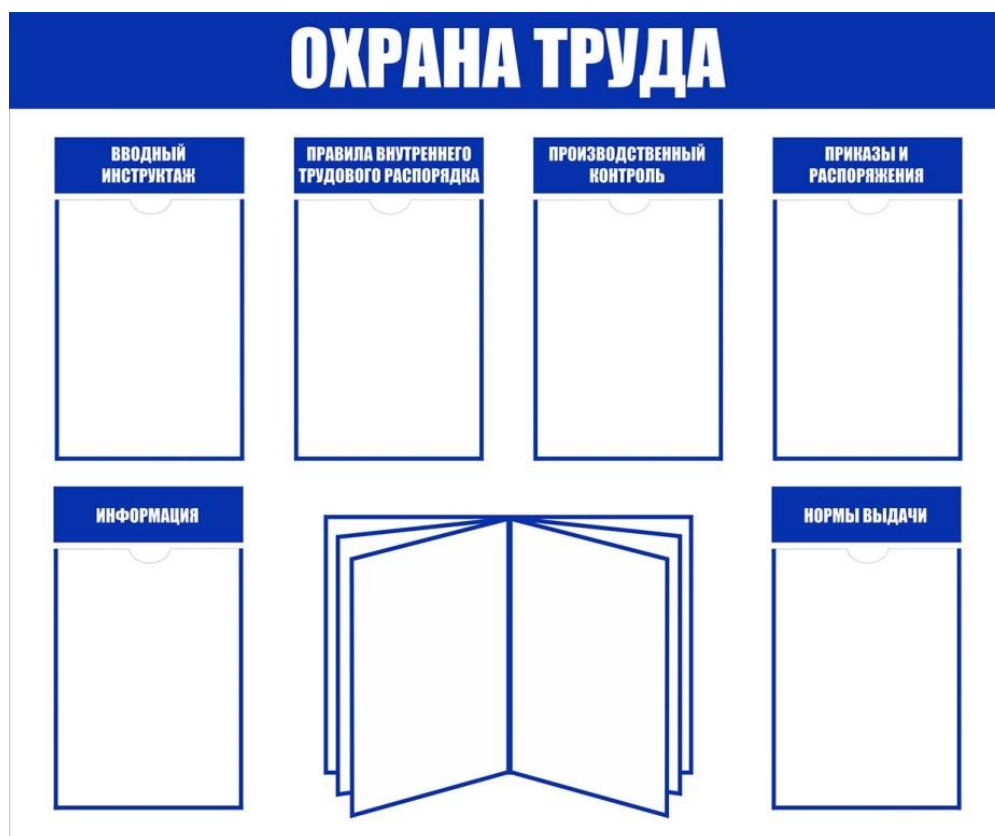 ОХРАНА ТРУДА
ВВОДНЫЙ
ИНСТРУКТАЖ
ПРАВИЛА ВНУТРЕННЕГО
ТРУДОВОГО РАСПОРЯДКА
ПРОИЗВОДСТВЕННЫЙ
КОНТРОЛЬ
ПРИКАЗЫ И
РАСПОРЯЖЕНИЯ
ИНФОРМАЦИЯ
НОРМЫ ВЫДАЧИ